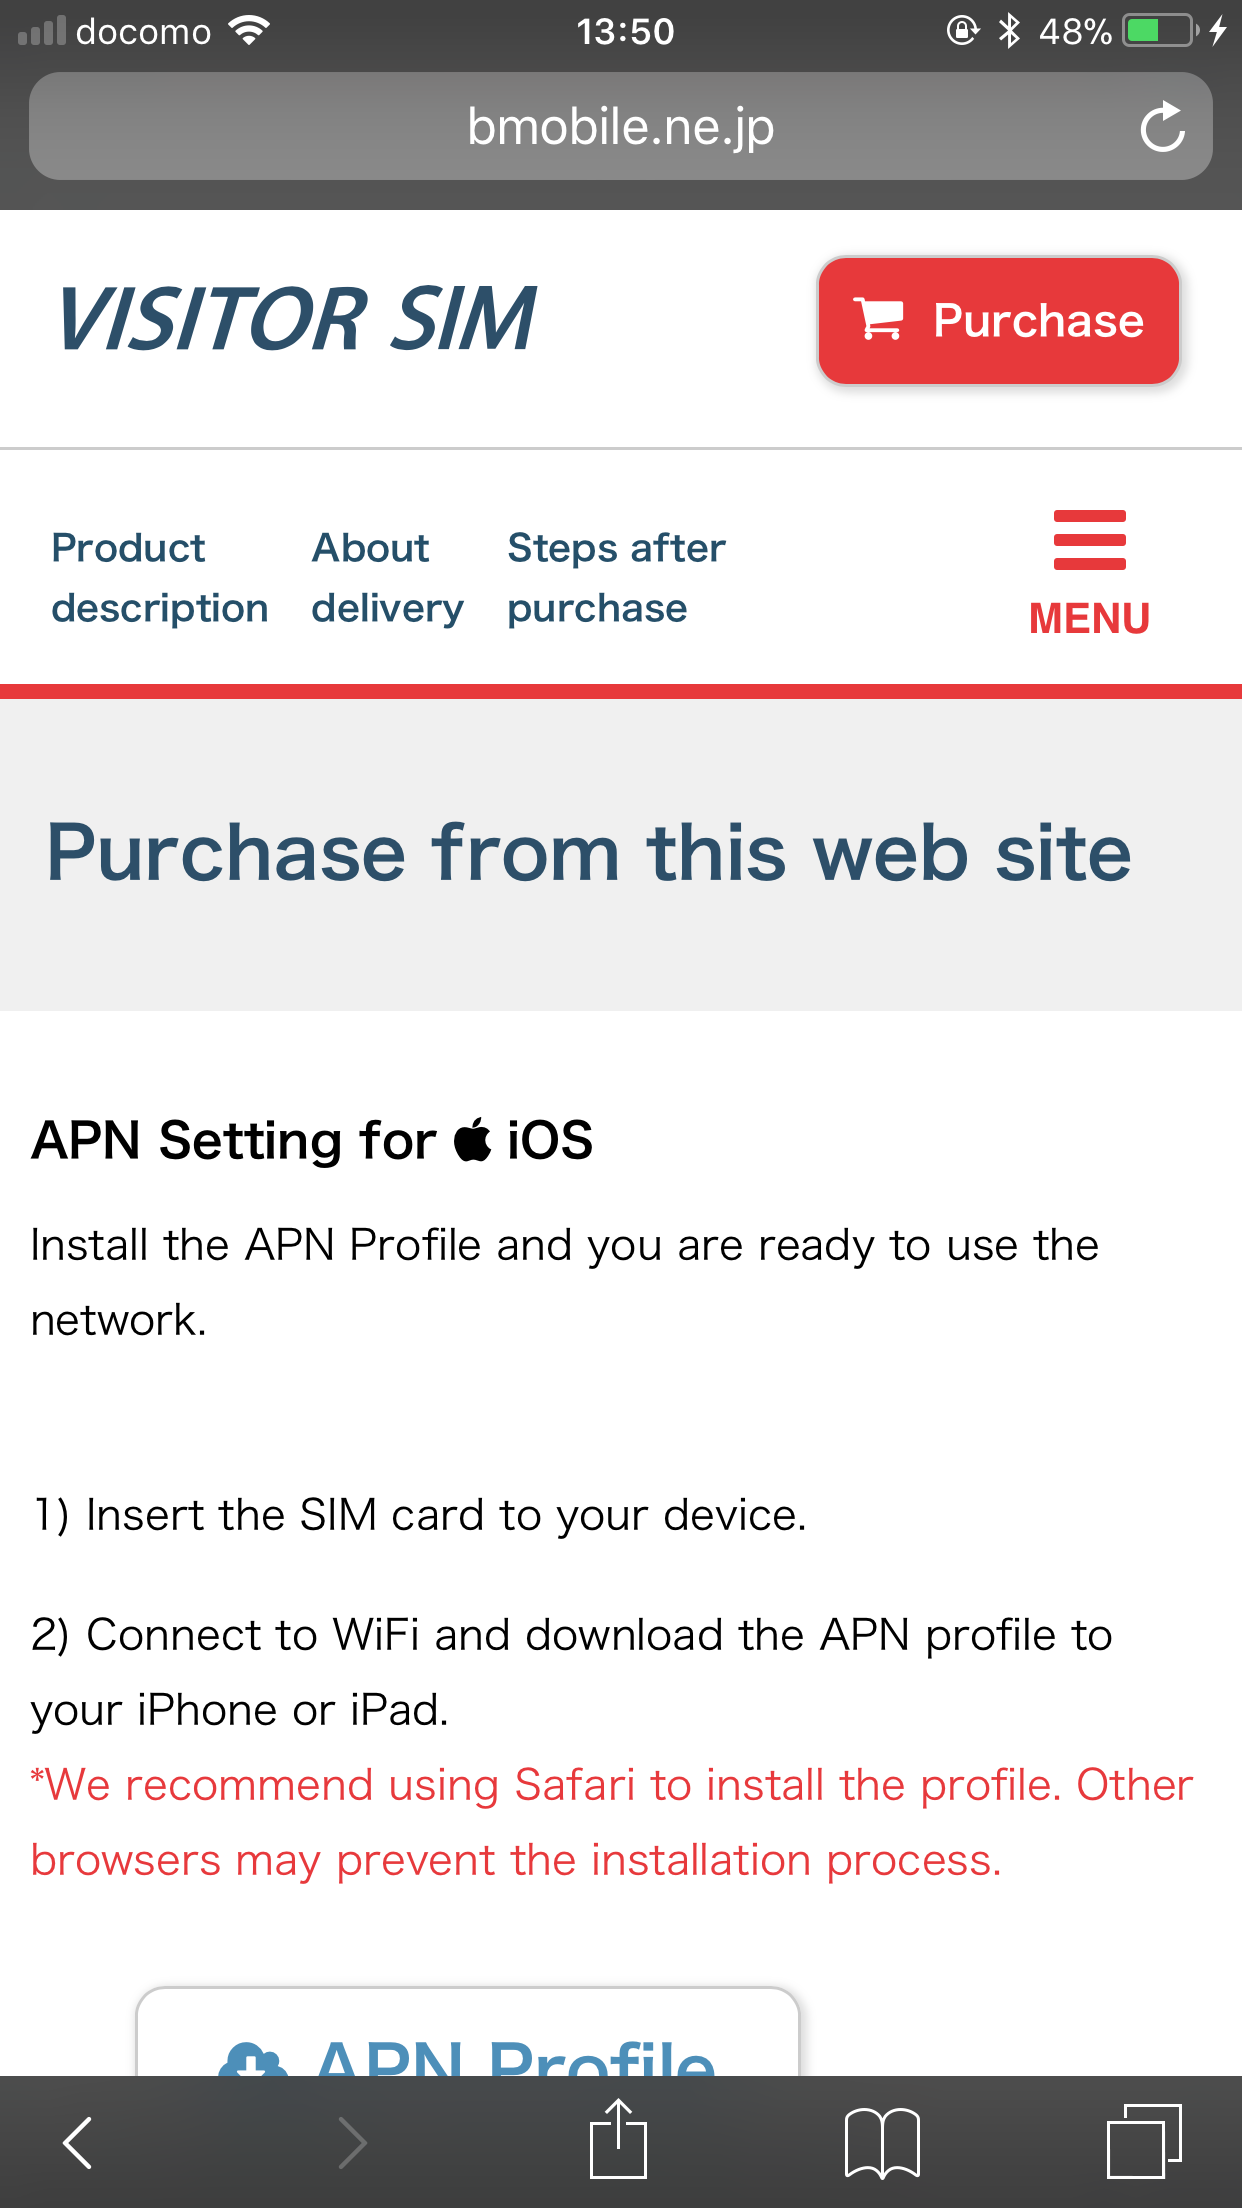 docomo 13:50 48%
bmobile.ne.jp
VISITOR SIM
Purchase
Product description
About delivery
Steps after purchase
MENU
Purchase from this web site
APN Setting for iOS
Install the APN Profile and you are ready to use the
network.
1) Insert the SIM card to your device.
2) Connect to WiFi and download the APN profile to
your iPhone or iPad.
*We recommend using Safari to install the profile. Other
browsers may prevent the installation process.
APN Profile